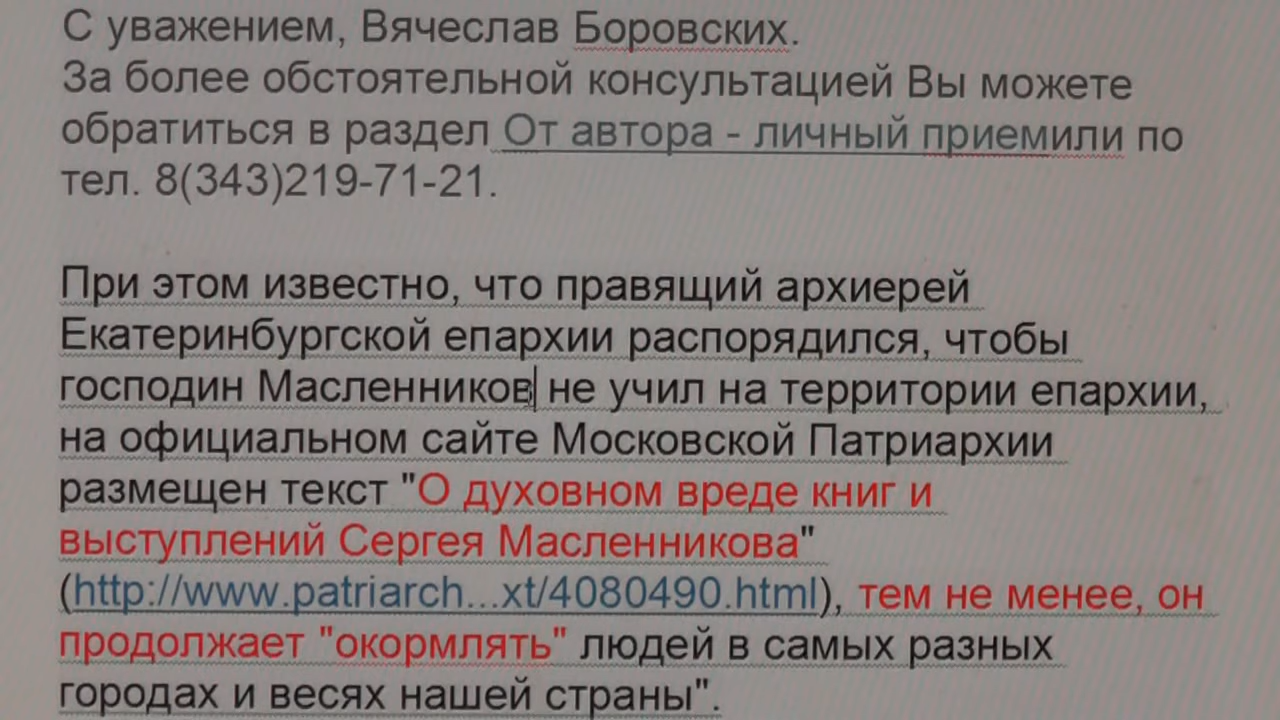 С уважением, Вячеслав Боровских.
За более обстоятельной консультацией Вы можете
обратиться в раздел От автора - личный приемили по
тел. 8(343)219-71-21.
При этом известно, что правящий архиерей
Екатеринбургской епархии распорядился, чтобы
господин Масленников не учил на территории епархии,
на официальном сайте Московской Патриархии
размещен текст "О духовном вреде книг и
выступлений Сергея Масленникова"
(http://www.patriarch...xt/4080490.html), тем не менее, он
продолжает "окормлять" людей в самых разных
городах и весях нашей страны".